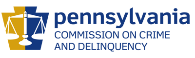 pennsylvania
COMMISSION ON CRIME
AND DELINQUENCY